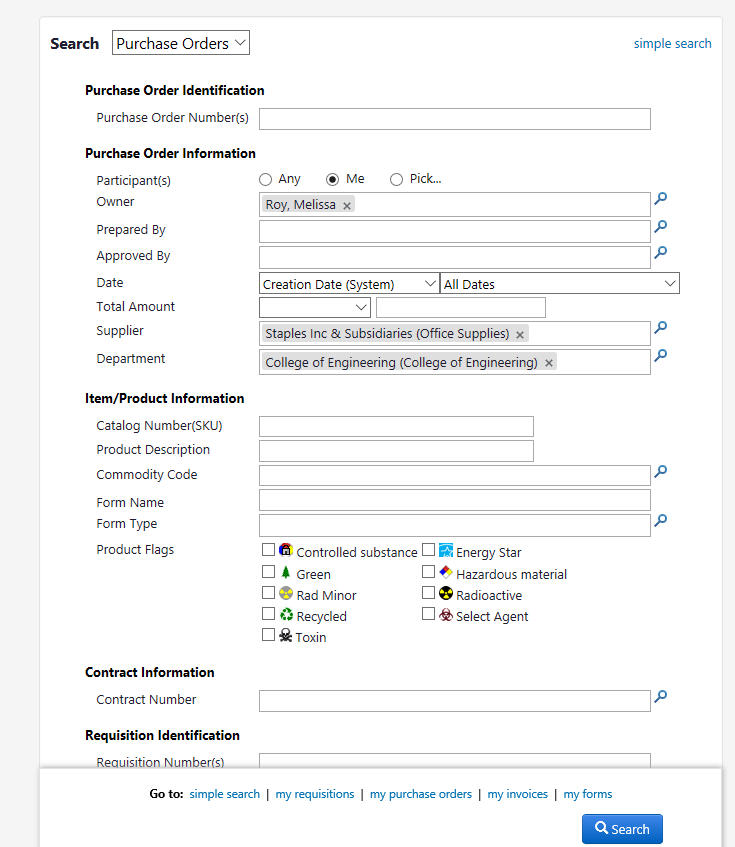 Search Purchase Orders simple search
Purchase Order Identification
Purchase Order Number(s)
Purchase Order Information
Participant(s) Any Me Pick...
Owner Roy, Melissa ×
Prepared By
Approved By
Date Creation Date (System) All Dates
Total Amount
Supplier Staples Inc & Subsidiaries (Office Supplies) ×
Department College of Engineering (College of Engineering) ×
Item/Product Information
Catalog Number(SKU)
Product Description
Commodity Code
Form Name
Form Type
Product Flags Controlled substance Energy Star
Green Hazardous material
Rad Minor Radioactive
Recycled Select Agent
Toxin
Contract Information
Contract Number
Requisition Identification
Requisition Number(s)
Go to: simple search | my requisitions | my purchase orders | my invoices | my forms
Search